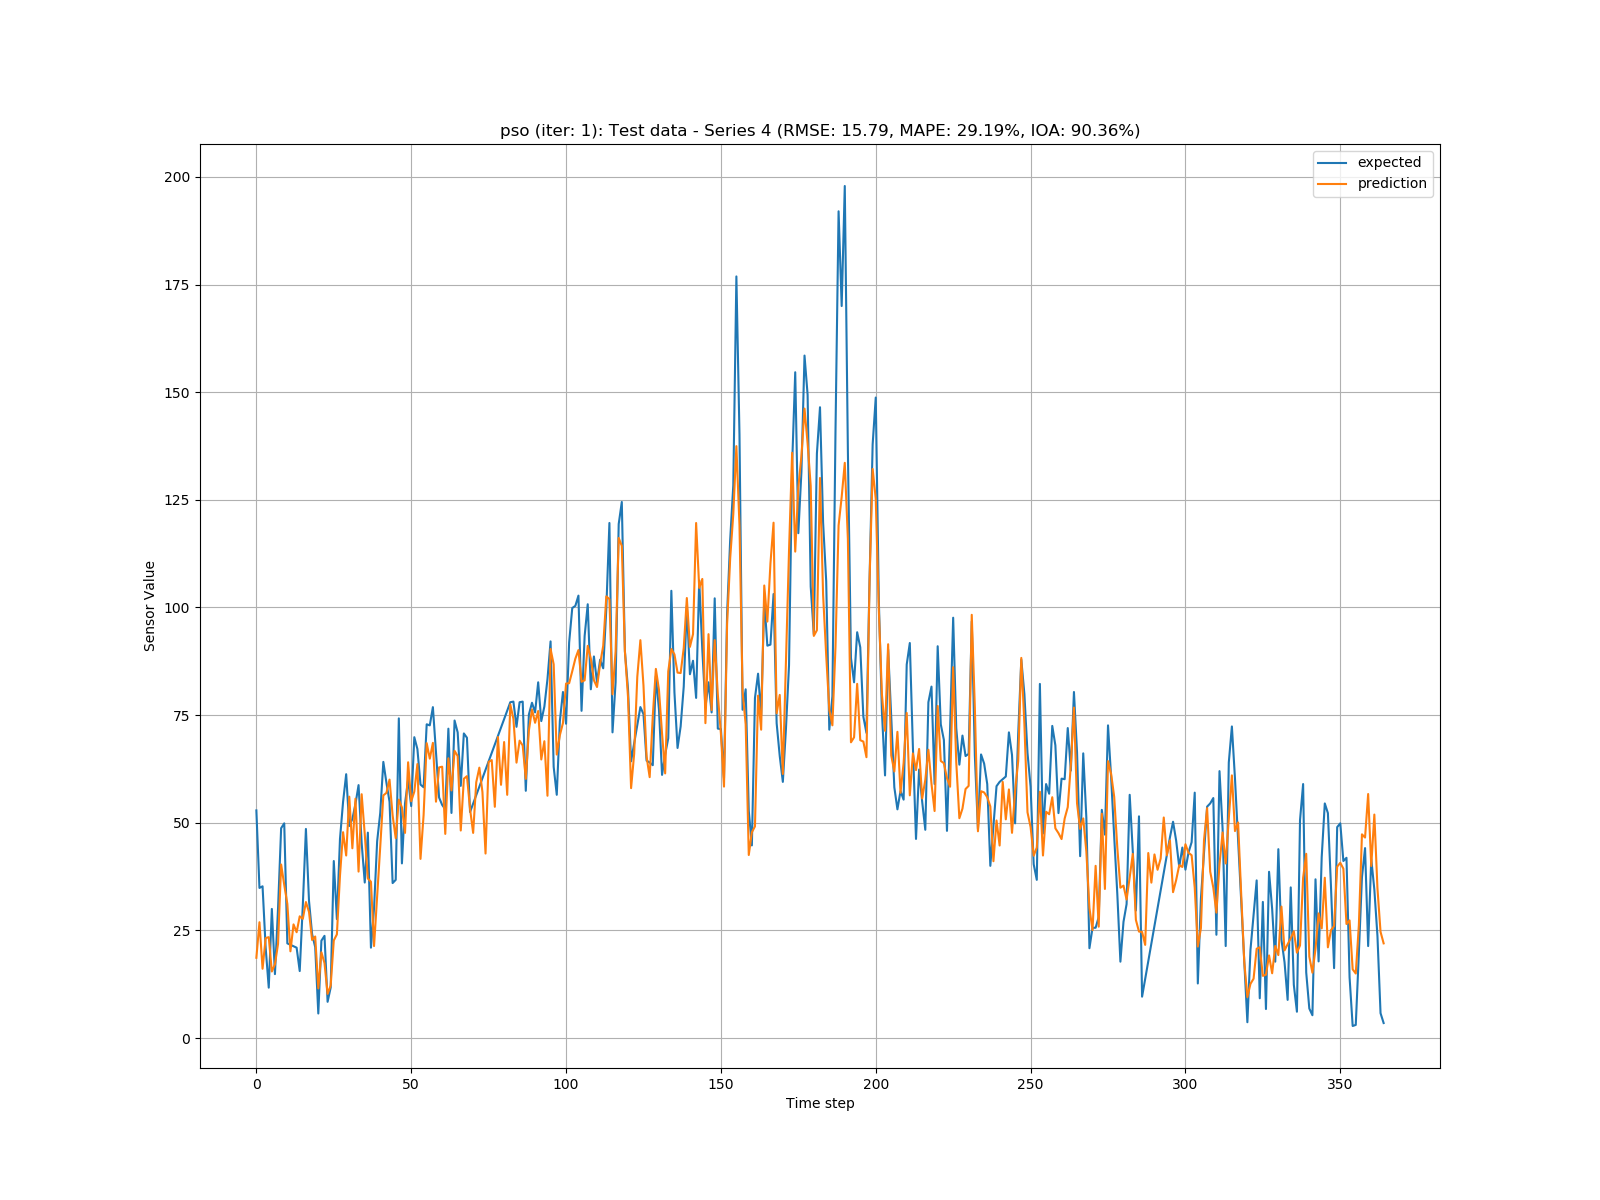 pso (iter: 1): Test data - Series 4 (RMSE: 15.79, MAPE: 29.19%, IOA: 90.36%)
expected
prediction
200
175
150
125
100
75
50
25
0
Sensor Value
0 50 100 150 200 250 300 350
Time step